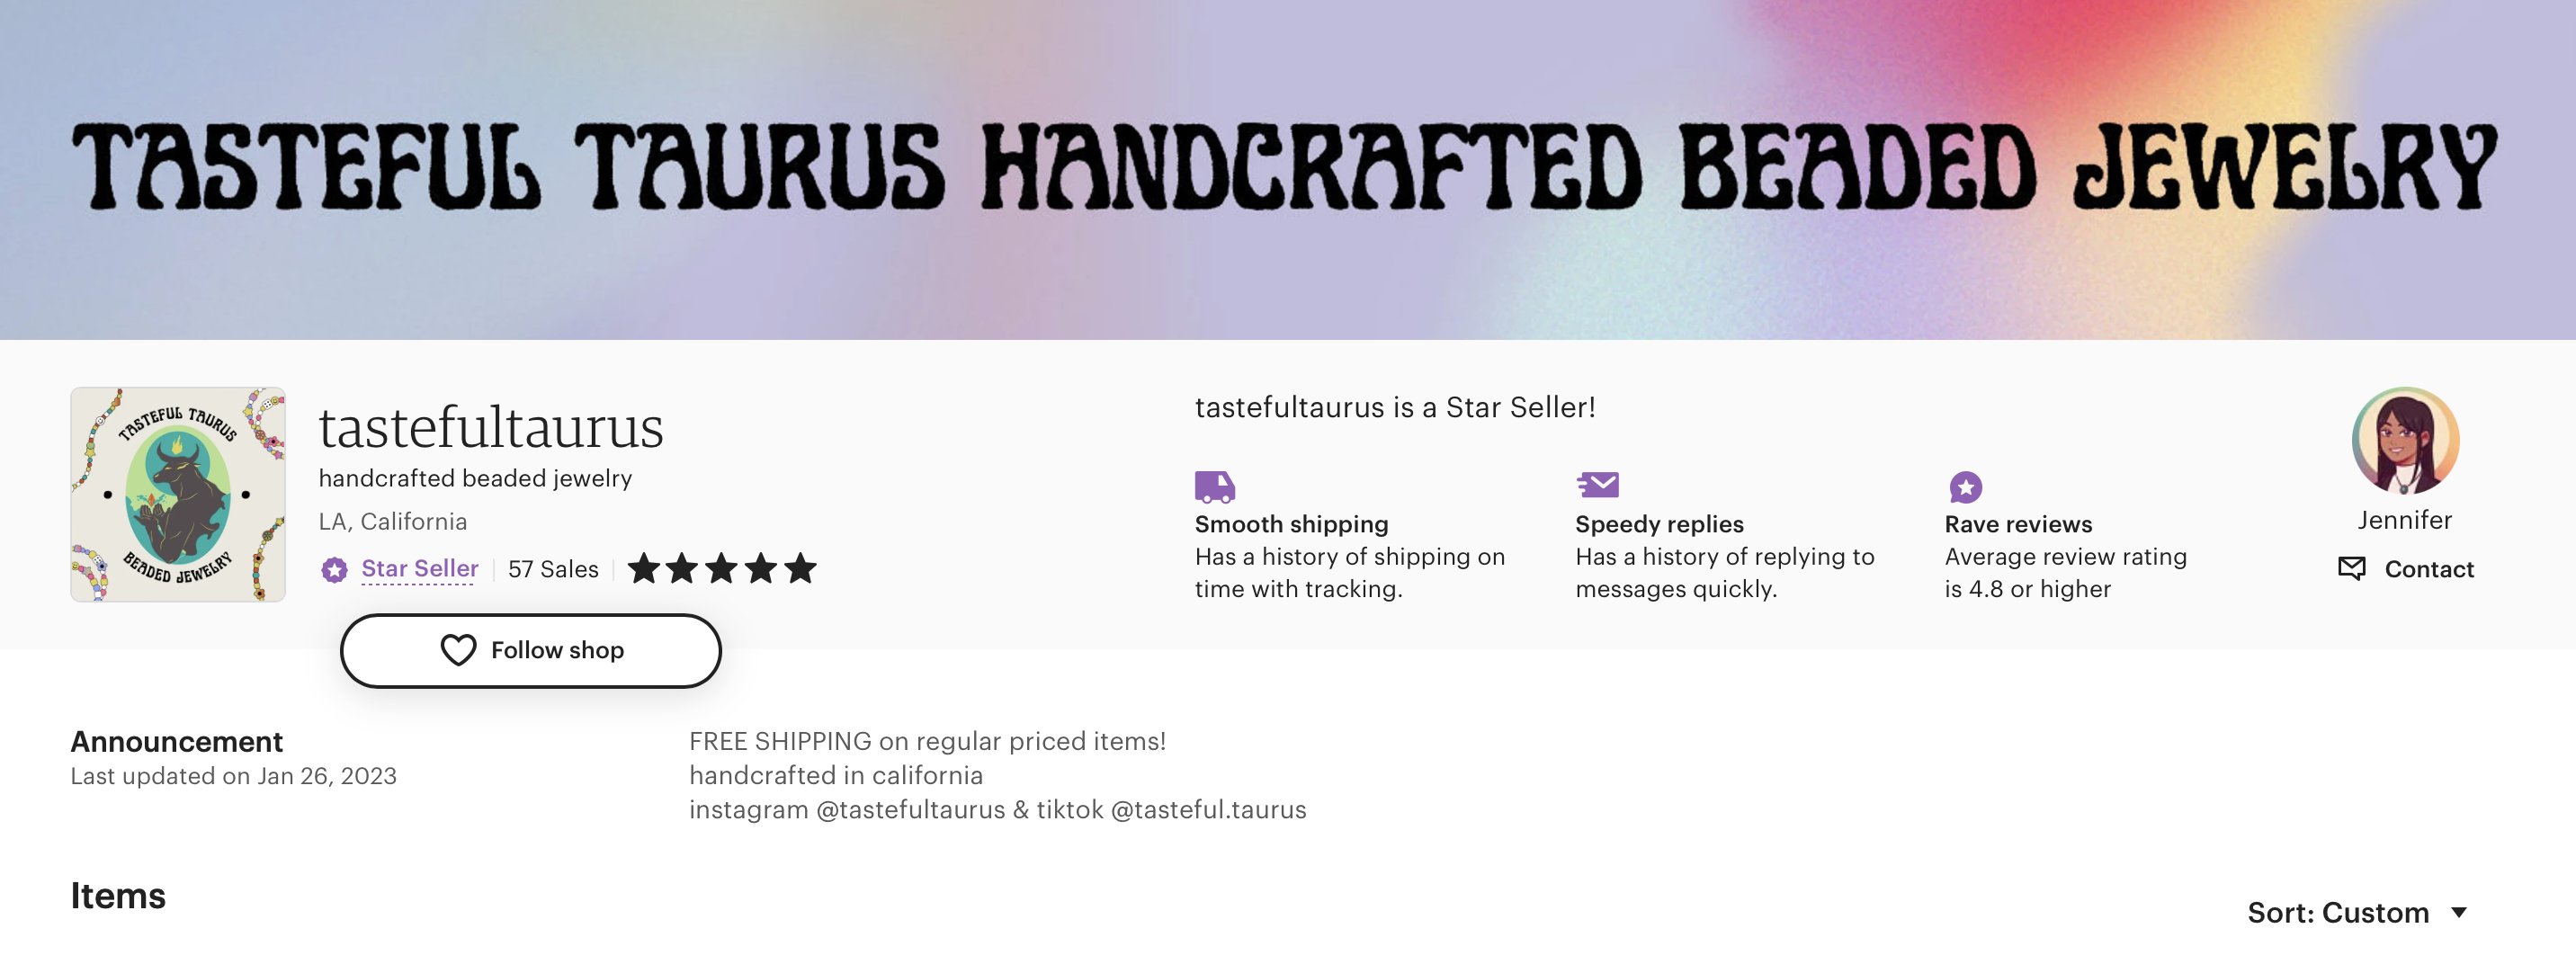 TASTEFUL TAURUS HANDCRAFTED BEADED JEWELRY
TASTEFUL TAURUS
BEADED JEWELRY
tastefultaurus
handcrafted beaded jewelry
LA, California
Star Seller
57 Sales
Follow shop
tastefultaurus is a Star Seller!
Smooth shipping
Has a history of shipping on
time with tracking.
Speedy replies
Has a history of replying to
messages quickly.
Rave reviews
Average review rating
is 4.8 or higher
Jennifer
Contact
Announcement
Last updated on Jan 26, 2023
FREE SHIPPING on regular priced items!
handcrafted in california
instagram @tastefultaurus & tiktok @tasteful.taurus
Items
Sort: Custom